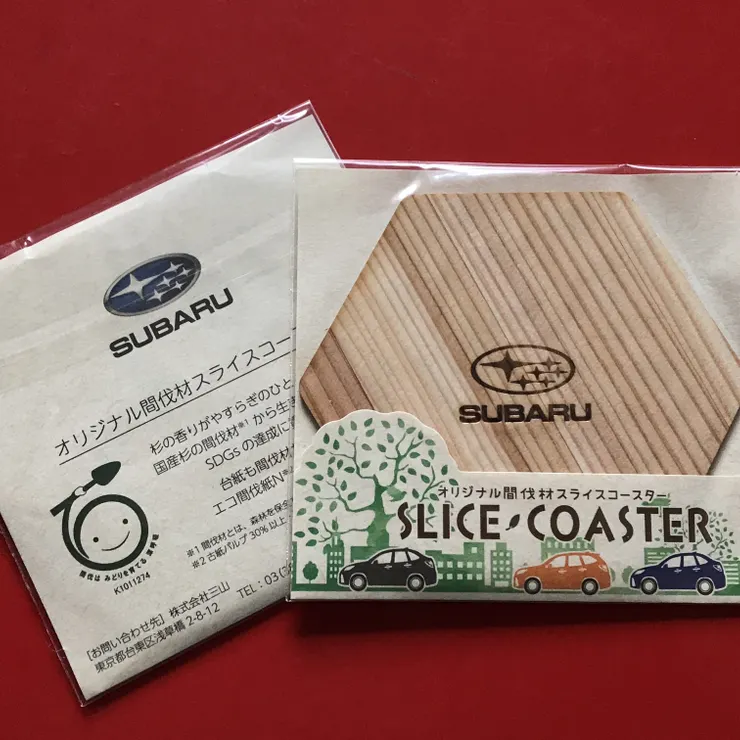 SUBARU
オリジナル間伐材スライスコー
杉の香りがやすらぎのひと
国産杉の間伐材※1から生
SDGsの達成に
台紙も間伐材
エコ間伐紙N※2
※1 間伐材とは、森林を保全
※2 古紙パルプ30%以上
間伐は みどりを育てる 深呼吸
K1011274
[お問い合わせ先] 株式会社三山 TEL : 03
東京都台東区浅草橋 2-8-12
SUBARU
オリジナル間伐材スライスコースター
SLICE COASTER